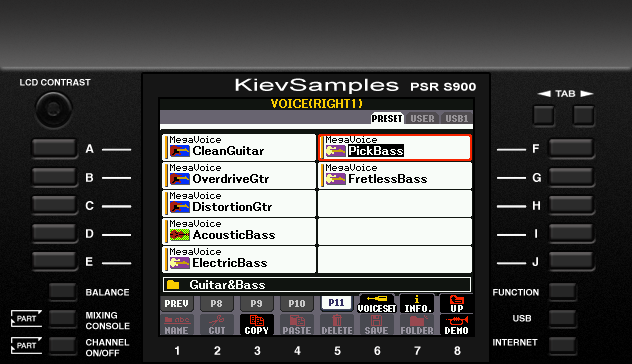 LCD CONTRAST
KievSamples PSR S900
◄ TAB ►
VOICE(RIGHT1)
PRESET USER USB1
A
MegaVoice
CleanGuitar
MegaVoice
PickBass
F
B
MegaVoice
OverdriveGtr
MegaVoice
FretlessBass
G
C
MegaVoice
DistortionGtr
H
D
MegaVoice
AcousticBass
I
E
MegaVoice
ElectricBass
J
Guitar&Bass
BALANCE
FUNCTION
PREV P8 P9 P10 P11 VOICESET INFO. UP
PART
MIXING
CONSOLE
USB
NAME CUT COPY PASTE DELETE SAVE FOLDER DEMO
PART
CHANNEL
ON/OFF
INTERNET
1 2 3 4 5 6 7 8